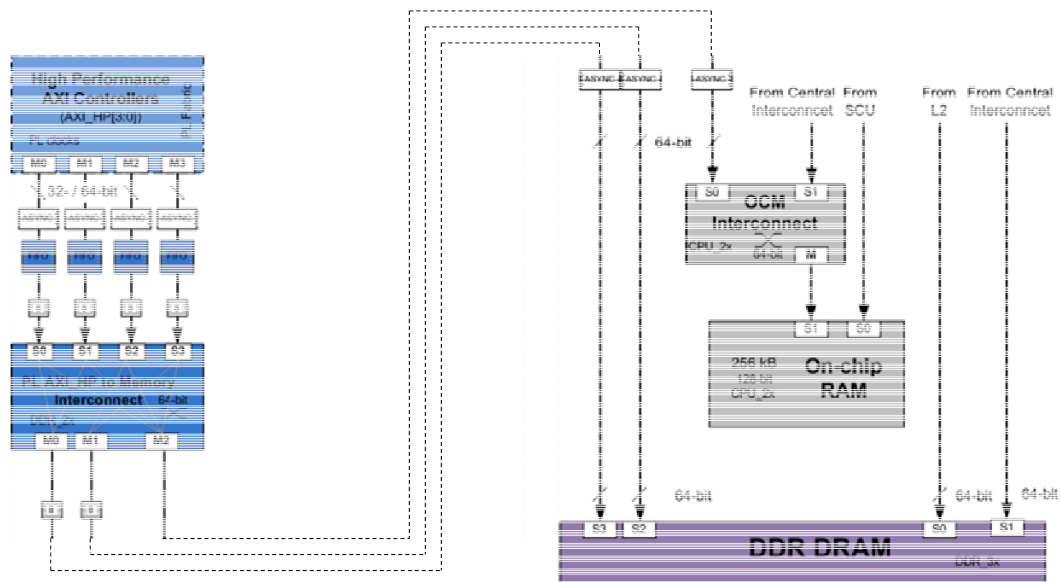 High Performance
AXI Controllers
(AXI_HP[3:0])
PL Fabric
PL clocks
M0 M1 M2 M3
32- / 64-bit
ASYNC ASYNC ASYNC ASYNC
FIFO FIFO FIFO FIFO
S0 S1 S2 S3
PL AXI_HP to Memory
Interconnect 64-bit
DDR_2x
M0 M1 M2
ASYNC ASYNC ASYNC
64-bit
From Central
Interconncet
From
SCU
From
L2
From Central
Interconncet
S0 S1
OCM
Interconnect
CPU_2x
64-bit
M
S1 S0
256 kB
128-bit
CPU_2x
On-chip
RAM
64-bit 64-bit 64-bit
S3 S2 S0 S1
DDR DRAM
DDR_3x